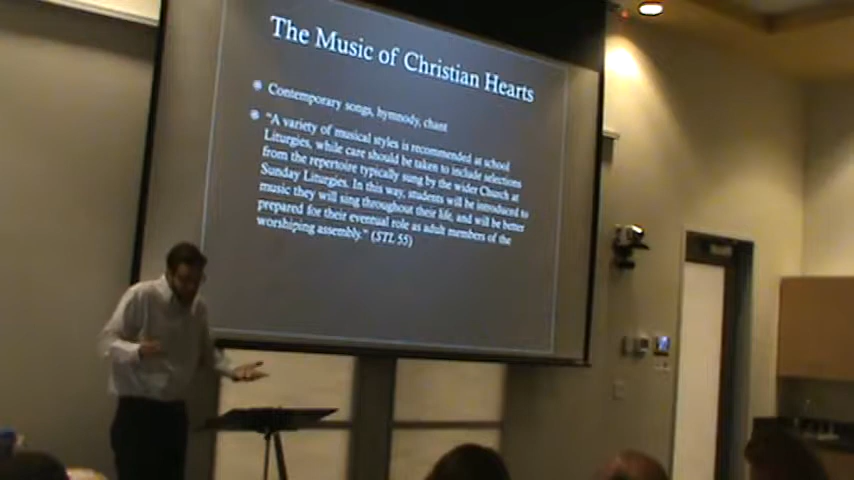 The Music of Christian Hearts
Contemporary songs, hymnody, chant
"A variety of musical styles is recommended at school
Liturgies, while care should be taken to include selections
from the repertoire typically sung by the wider Church at
Sunday Liturgies. In this way, students will be introduced to
music they will sing throughout their life, and will be better
prepared for their eventual role as adult members of the
worshiping assembly." (STL 55)